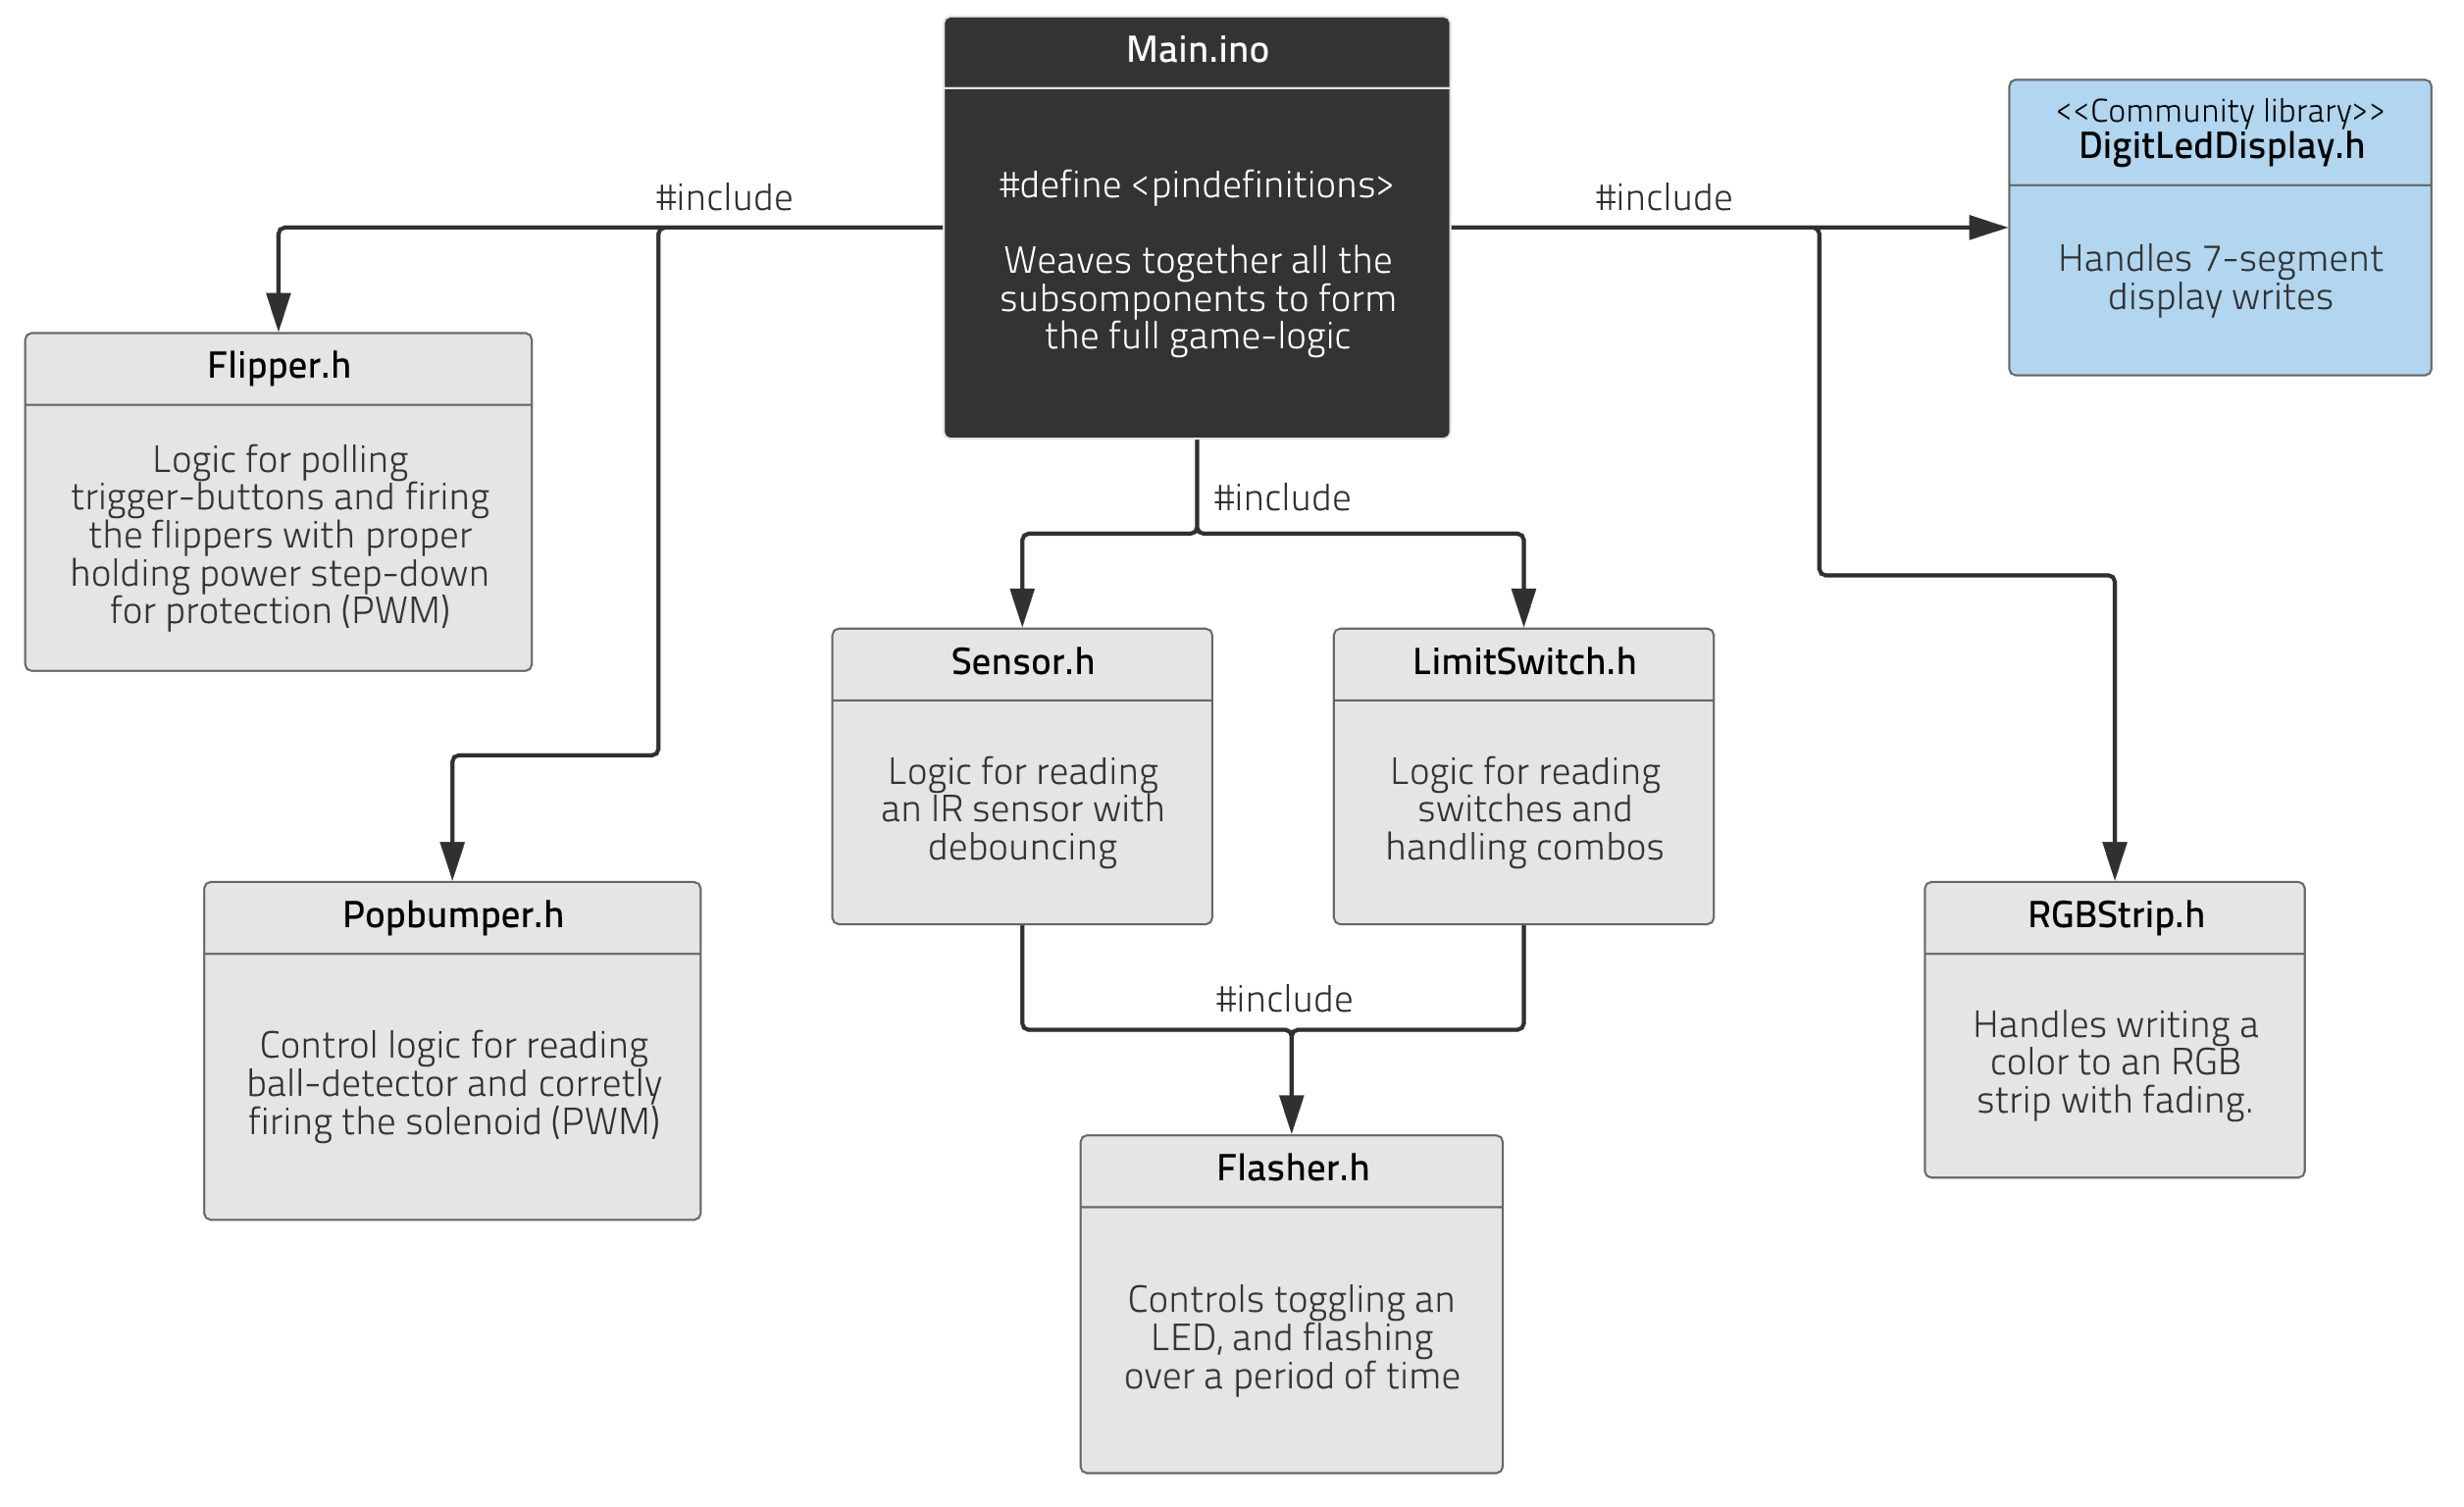 Main.ino
#define <pindefinitions>
Weaves together all the
subsomponents to form
the full game-logic
<<Community library>>
DigitLedDisplay.h
Handles 7-segment
display writes
#include
#include
Flipper.h
Logic for polling
trigger-buttons and firing
the flippers with proper
holding power step-down
for protection (PWM)
#include
Sensor.h
Logic for reading
an IR sensor with
debouncing
LimitSwitch.h
Logic for reading
switches and
handling combos
Popbumper.h
Control logic for reading
ball-detector and corretly
firing the solenoid (PWM)
RGBStrip.h
Handles writing a
color to an RGB
strip with fading.
#include
Flasher.h
Controls toggling an
LED, and flashing
over a period of time